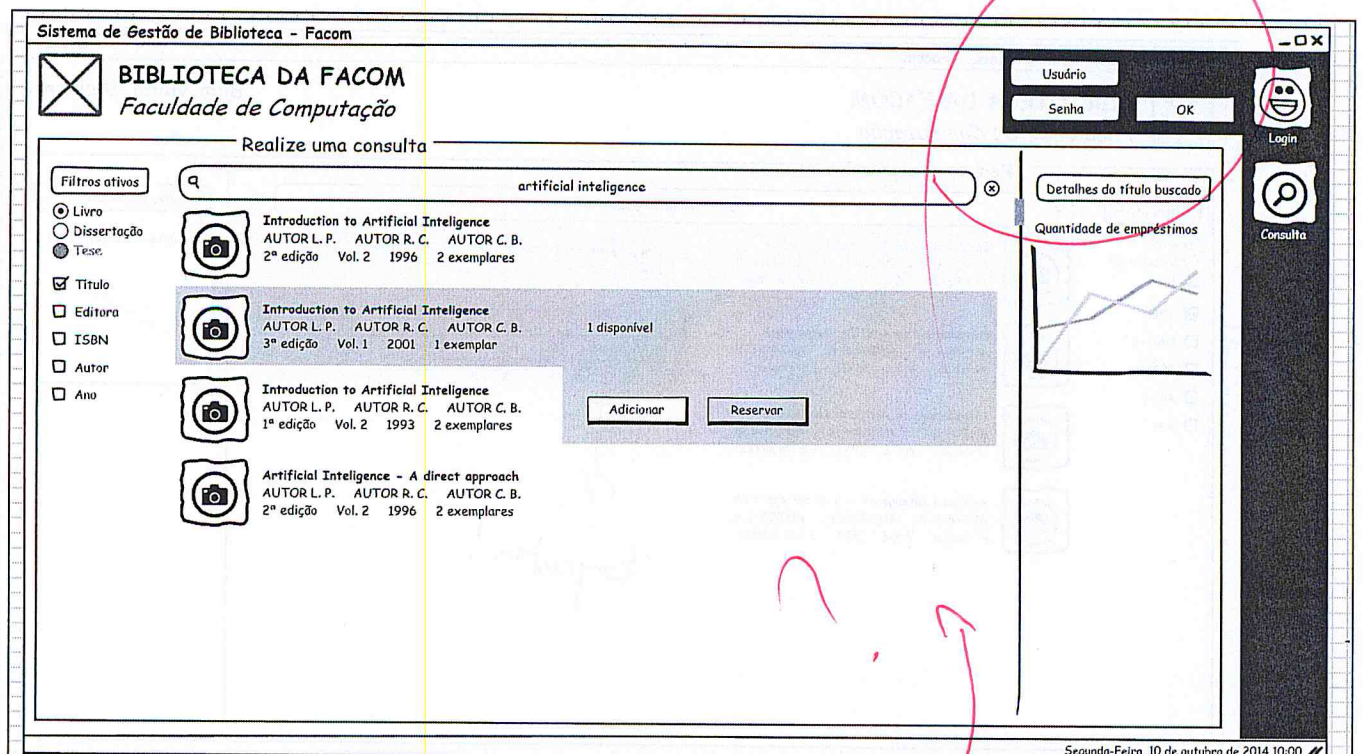 Sistema de Gestão de Biblioteca - Facom
BIBLIOTECA DA FACOM
Faculdade de Computação
Usuário
Senha
OK
Login
Consulta
Realize uma consulta
Filtros ativos
Livro
Dissertação
Tese
Título
Editora
ISBN
Autor
Ano
artificial inteligence
Introduction to Artificial Inteligence
AUTOR L. P. AUTOR R. C. AUTOR C. B.
2ª edição Vol. 2 1996 2 exemplares
Introduction to Artificial Inteligence
AUTOR L. P. AUTOR R. C. AUTOR C. B.
3ª edição Vol. 1 2001 1 exemplar
1 disponível
Adicionar
Reservar
Introduction to Artificial Inteligence
AUTOR L. P. AUTOR R. C. AUTOR C. B.
1ª edição Vol. 2 1993 2 exemplares
Artificial Inteligence - A direct approach
AUTOR L. P. AUTOR R. C. AUTOR C. B.
2ª edição Vol. 2 1996 2 exemplares
Detalhes do título buscado
Quantidade de empréstimos
?
Segunda-Feira, 10 de outubro de 2014 10:00